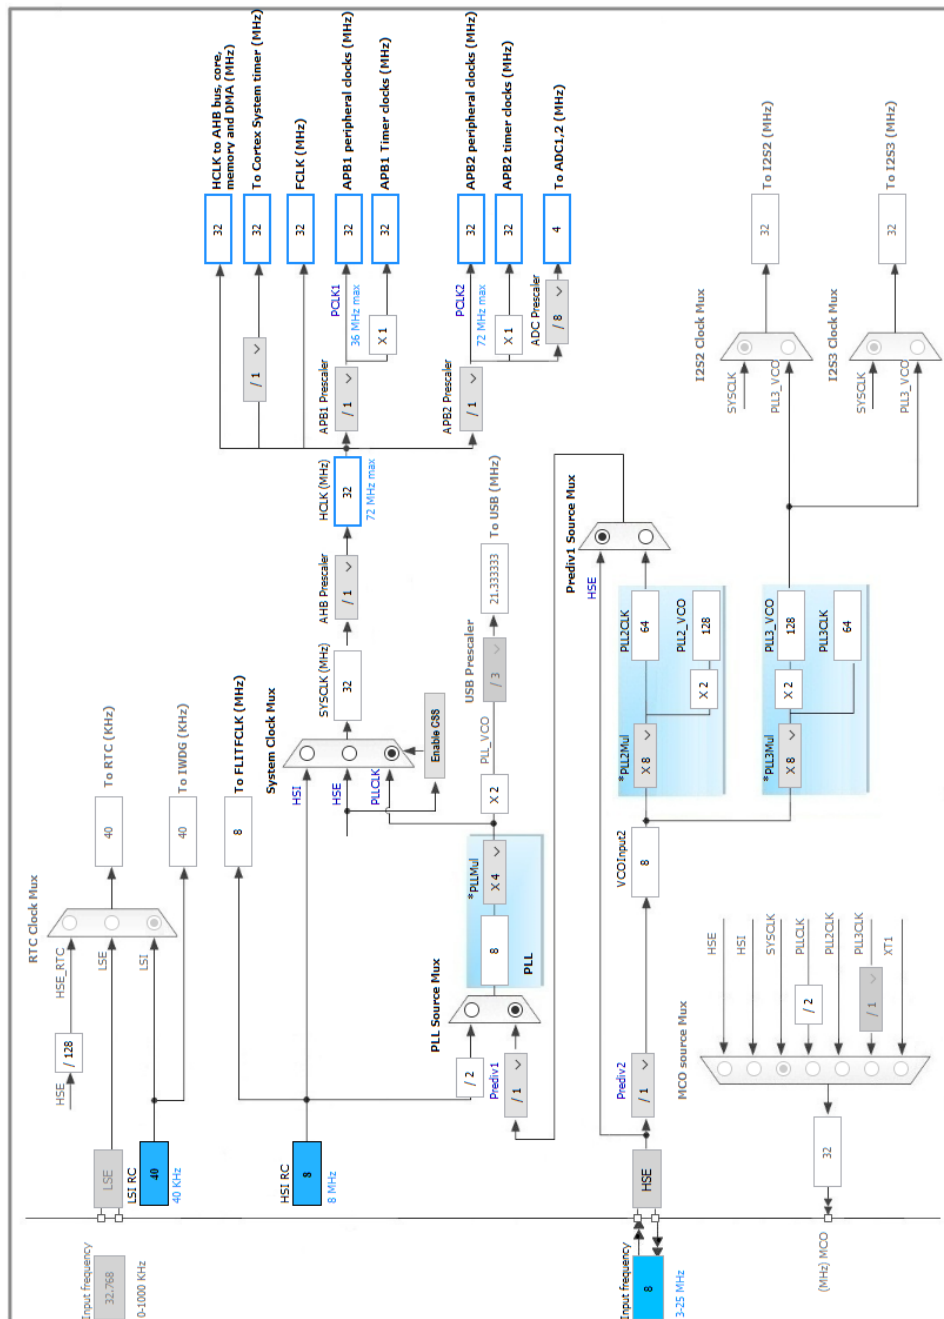 RTC Clock Mux
HSE
/ 128
HSE_RTC
LSE
LSI
40
To RTC (KHz)
40
To IWDG (KHz)
Input frequency
32.768
0-1000 KHz
LSE
LSI RC
40
40 KHz
8
To FLITFCLK (MHz)
HSI RC
8
8 MHz
System Clock Mux
HSI
HSE
PLLCLK
Enable CSS
SYSCLK (MHz)
32
AHB Prescaler
/ 1
HCLK (MHz)
32
72 MHz max
32
HCLK to AHB bus, core,
memory and DMA (MHz)
/ 1
32
To Cortex System timer (MHz)
32
FCLK (MHz)
APB1 Prescaler
/ 1
PCLK1
36 MHz max
32
APB1 peripheral clocks (MHz)
X 1
32
APB1 Timer clocks (MHz)
APB2 Prescaler
/ 1
PCLK2
72 MHz max
32
APB2 peripheral clocks (MHz)
X 1
32
APB2 timer clocks (MHz)
ADC Prescaler
/ 8
4
To ADC1,2 (MHz)
PLL Source Mux
/ 2
Prediv1
/ 1
8
*PLLMul
X 4
PLL
X 2
PLL_VCO
USB Prescaler
/ 3
21.333333
To USB (MHz)
Prediv1 Source Mux
HSE
Input frequency
8
3-25 MHz
HSE
Prediv2
/ 1
VCOInput2
8
*PLL2Mul
X 8
PLL2CLK
64
X 2
PLL2_VCO
128
*PLL3Mul
X 8
X 2
PLL3_VCO
128
PLL3CLK
64
I2S2 Clock Mux
SYSCLK
PLL3_VCO
32
To I2S2 (MHz)
I2S3 Clock Mux
SYSCLK
PLL3_VCO
32
To I2S3 (MHz)
MCO source Mux
HSE
HSI
SYSCLK
PLLCLK
/ 2
PLL2CLK
PLL3CLK
/ 1
XT1
32
(MHz) MCO